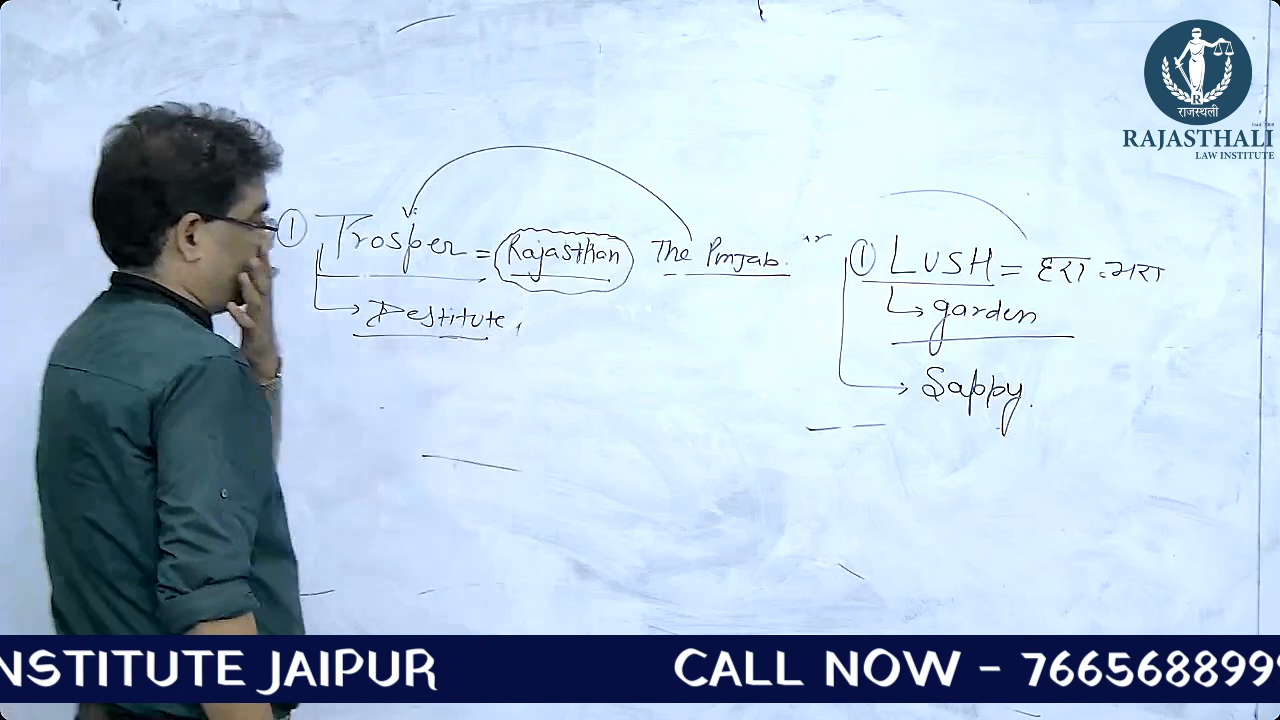 राजस्थली
RAJASTHALI
LAW INSTITUTE
① Prosper = Rajasthan The Punjab.
→ Destitute,
① LUSH = हरा-भरा
↳ garden
→ Sappy.
NSTITUTE JAIPUR CALL NOW - 7665688999